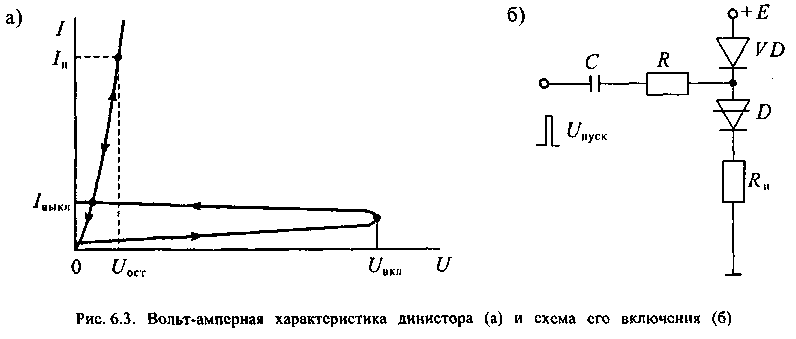 а)
I
Iн
Iвыкл
0
Uост
Uвкл
U
б)
+E
VD
C
R
D
Uпуск
Rн
Рис. 6.3. Вольт-амперная характеристика динистора (а) и схема его включения (б)